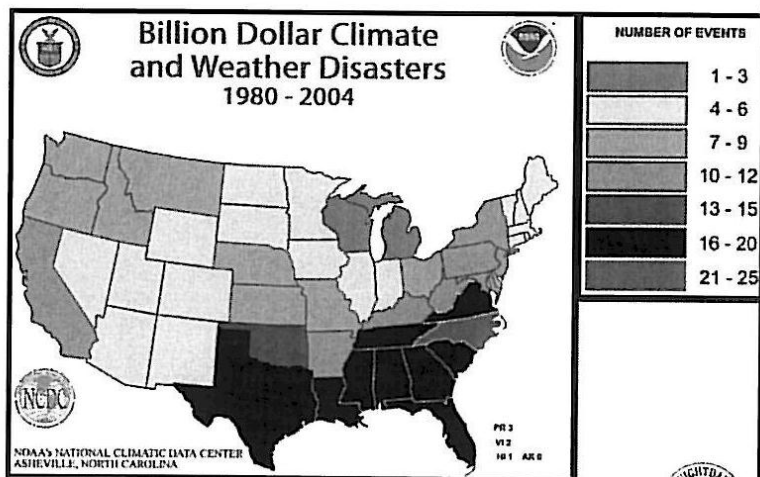 Billion Dollar Climate
and Weather Disasters
1980 - 2004
NUMBER OF EVENTS
1 - 3
4 - 6
7 - 9
10 - 12
13 - 15
16 - 20
21 - 25
NCDC
NOAA's NATIONAL CLIMATIC DATA CENTER
ASHEVILLE, NORTH CAROLINA
PR 3
VI 2
HI 1